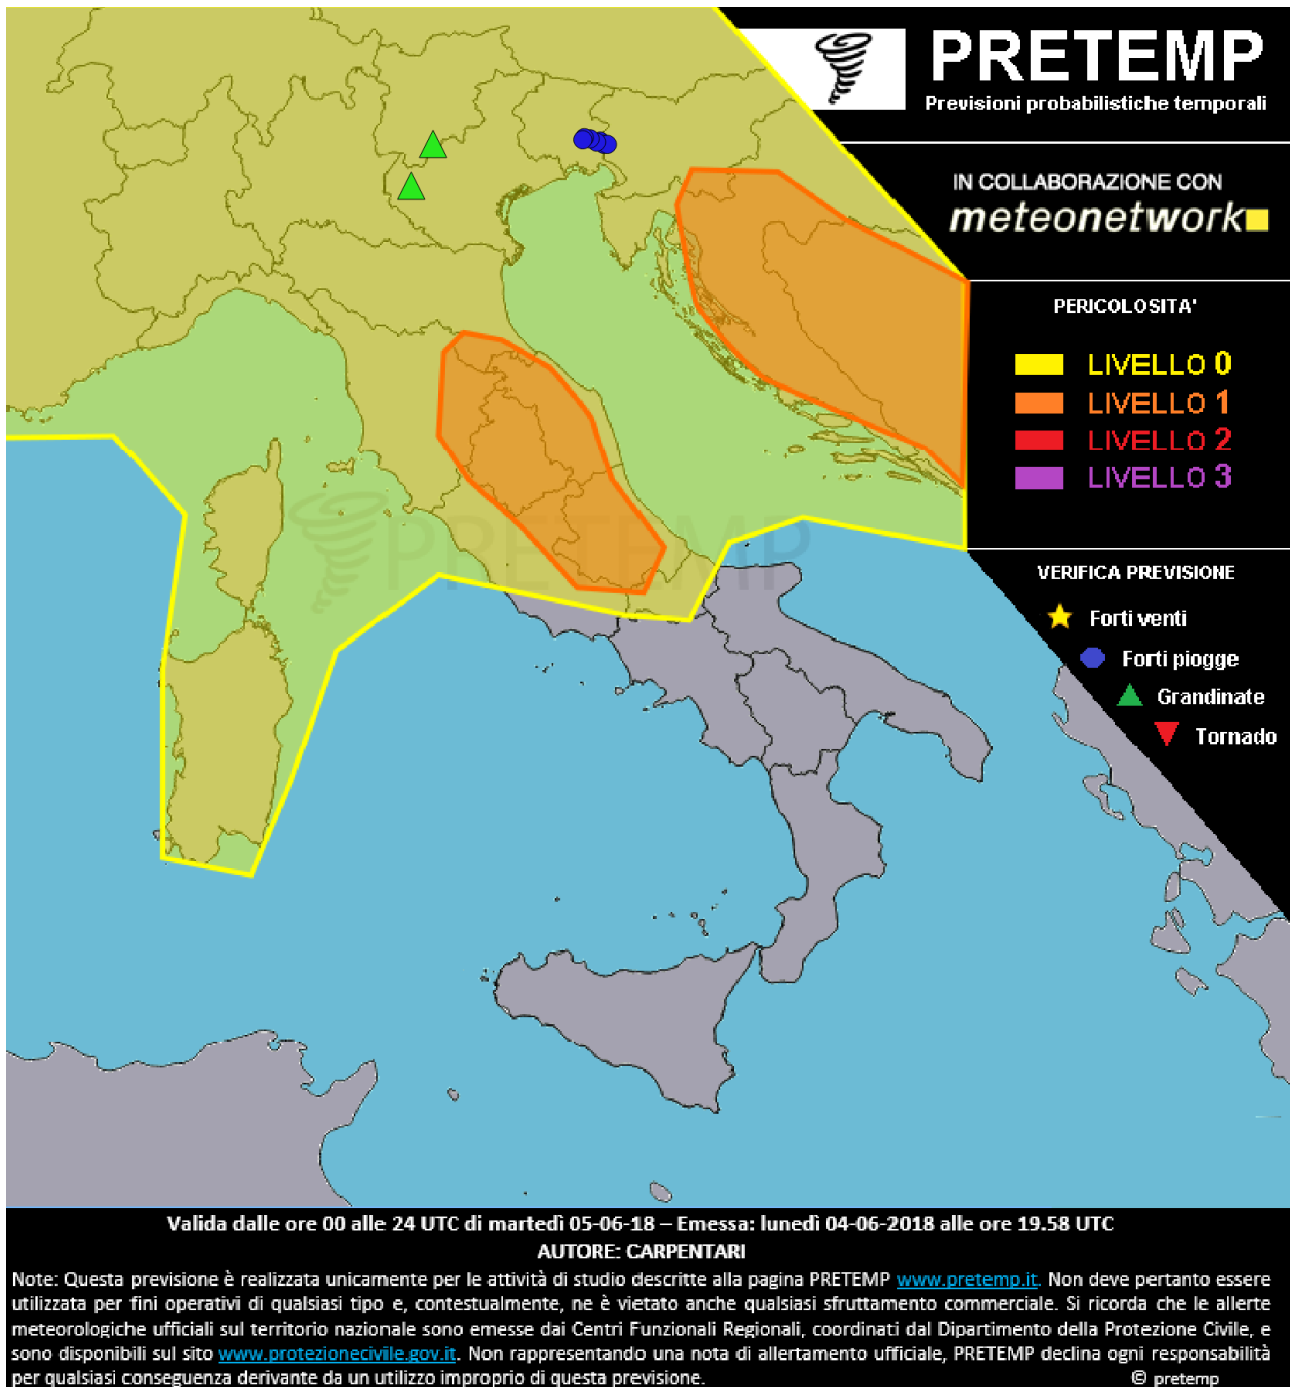 PRETEMP
Previsioni probabilistiche temporali
IN COLLABORAZIONE CON
meteonetwork
PERICOLOSITA'
LIVELLO 0
LIVELLO 1
LIVELLO 2
LIVELLO 3
PRETEMP
VERIFICA PREVISIONE
Forti venti
Forti piogge
Grandinate
Tornado
Valida dalle ore 00 alle 24 UTC di martedì 05-06-18 – Emessa: lunedì 04-06-2018 alle ore 19.58 UTC
AUTORE: CARPENTARI
Note: Questa previsione è realizzata unicamente per le attività di studio descritte alla pagina PRETEMP www.pretemp.it. Non deve pertanto essere
utilizzata per fini operativi di qualsiasi tipo e, contestualmente, ne è vietato anche qualsiasi sfruttamento commerciale. Si ricorda che le allerte
meteorologiche ufficiali sul territorio nazionale sono emesse dai Centri Funzionali Regionali, coordinati dal Dipartimento della Protezione Civile, e
sono disponibili sul sito www.protezionecivile.gov.it. Non rappresentando una nota di allertamento ufficiale, PRETEMP declina ogni responsabilità
per qualsiasi conseguenza derivante da un utilizzo improprio di questa previsione.
© pretemp